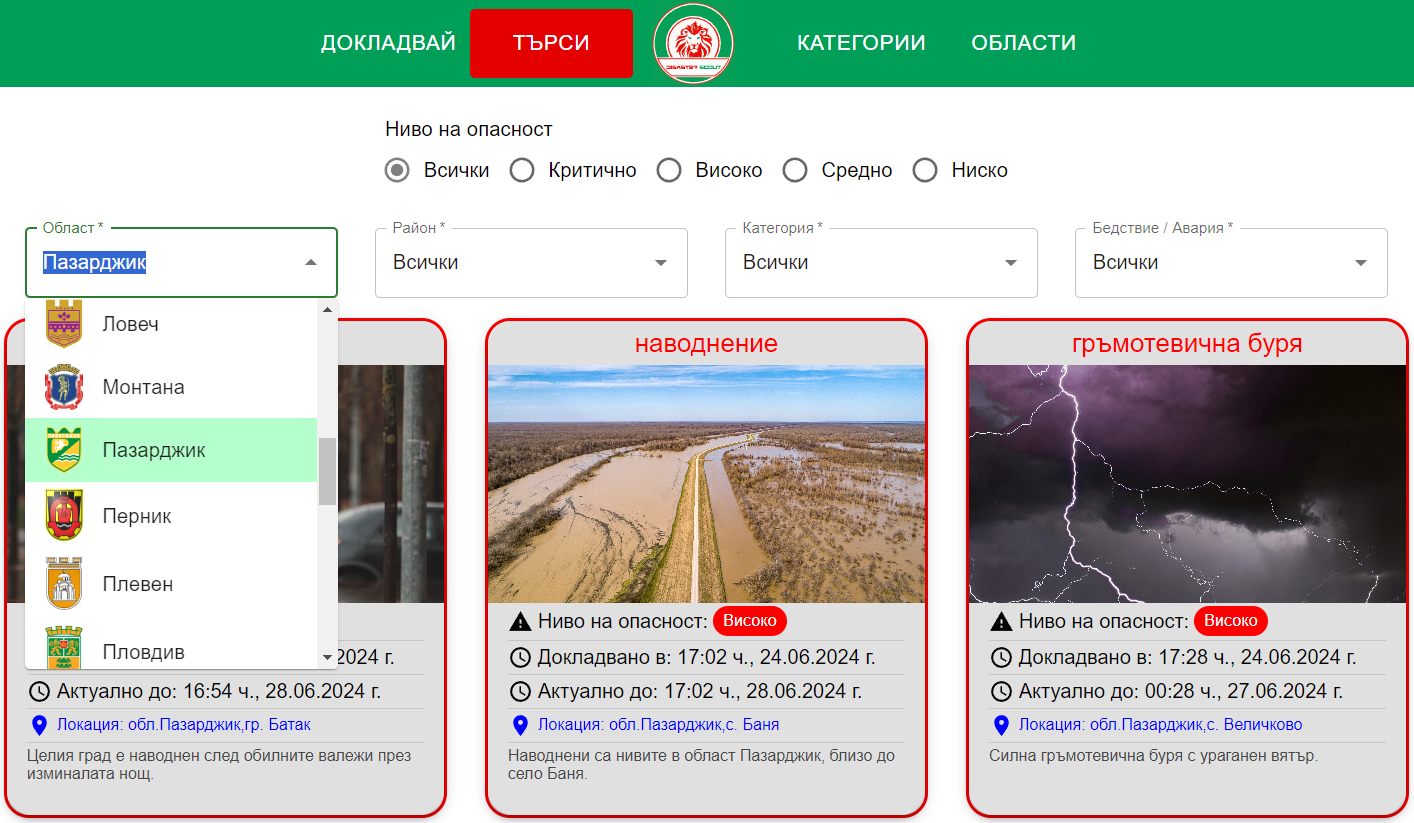 ДОКЛАДВАЙ ТЪРСИ DISASTER SCOUT КАТЕГОРИИ ОБЛАСТИ
Ниво на опасност
Всички Критично Високо Средно Ниско
Област * Район * Категория * Бедствие / Авария *
Пазарджик Всички Всички Всички
Ловеч
Монтана
Пазарджик
Перник
Плевен
Пловдив
2024 г.
Актуално до: 16:54 ч., 28.06.2024 г.
Локация: обл.Пазарджик,гр. Батак
Целия град е наводнен след обилните валежи през
изминалата нощ.
наводнение
Ниво на опасност: Високо
Докладвано в: 17:02 ч., 24.06.2024 г.
Актуално до: 17:02 ч., 28.06.2024 г.
Локация: обл.Пазарджик,с. Баня
Наводнени са нивите в област Пазарджик, близо до
село Баня.
гръмотевична буря
Ниво на опасност: Високо
Докладвано в: 17:28 ч., 24.06.2024 г.
Актуално до: 00:28 ч., 27.06.2024 г.
Локация: обл.Пазарджик,с. Величково
Силна гръмотевична буря с ураганен вятър.